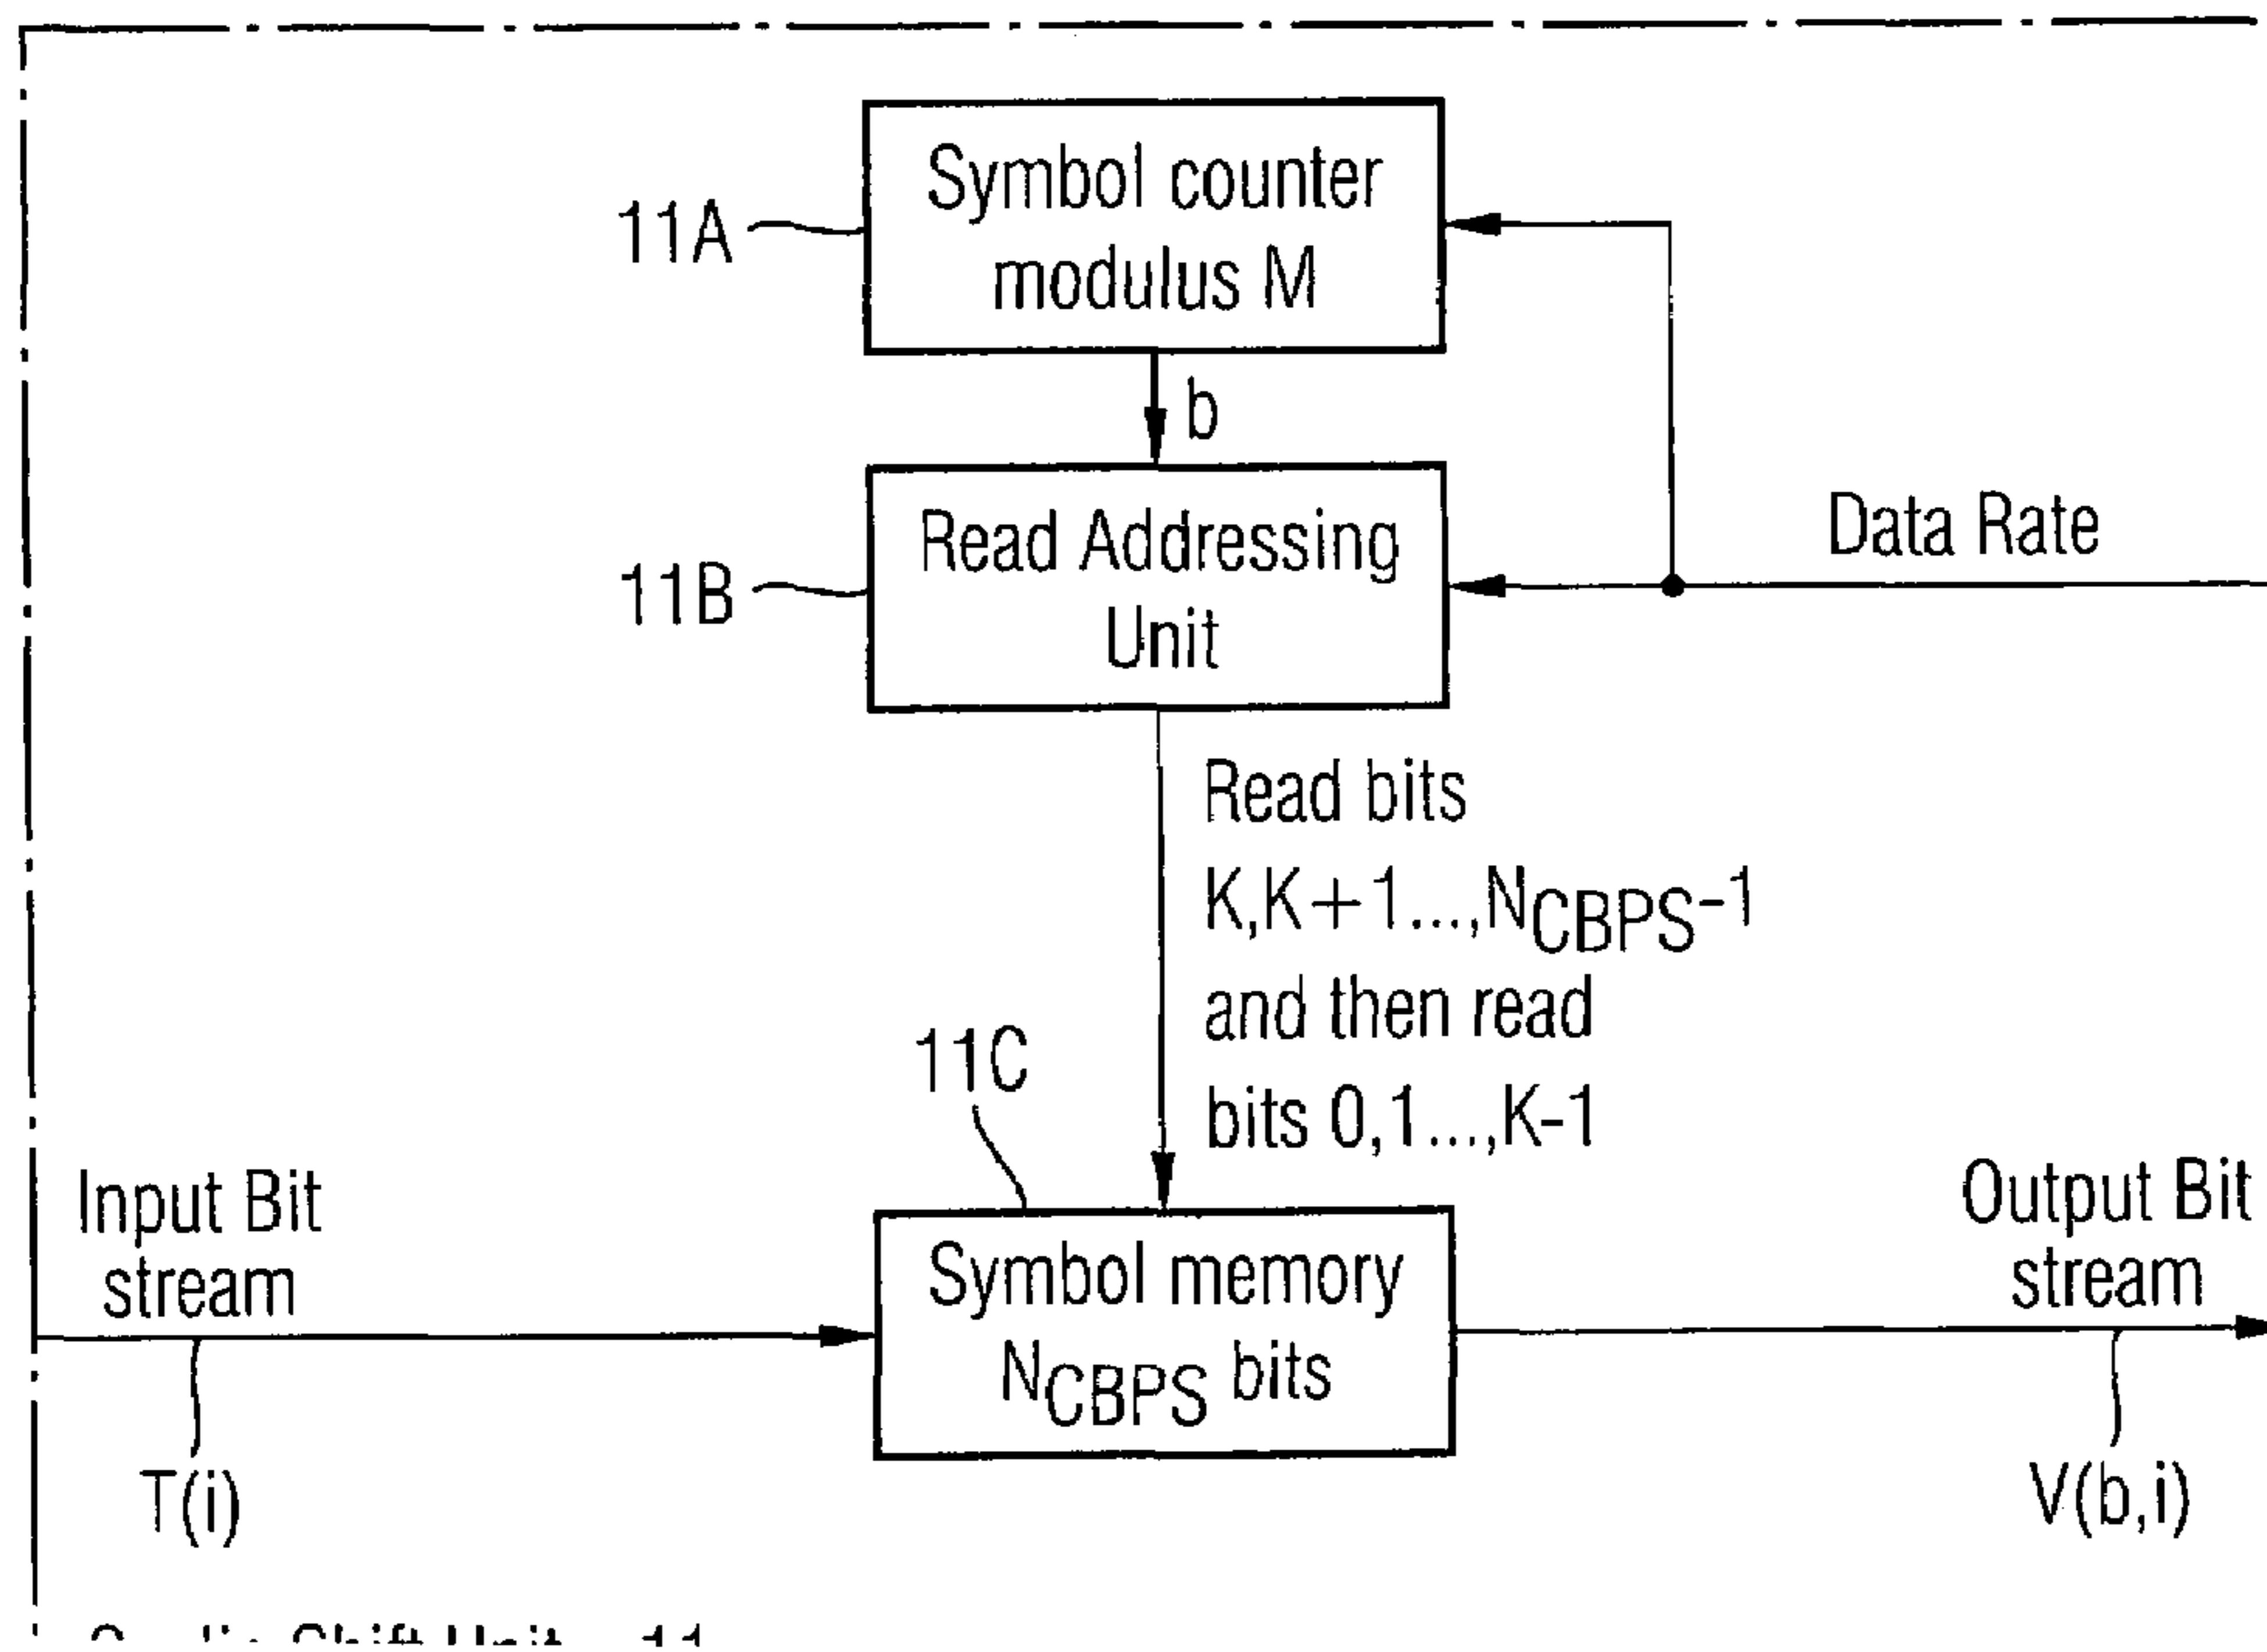 Symbol counter
modulus M
11A
b
Read Addressing
Unit
11B
Data Rate
Read bits
K,K+1...,NCBPS-1
and then read
bits 0,1...,K-1
11C
Input Bit
stream
Symbol memory
NCBPS bits
Output Bit
stream
T(i)
V(b,i)